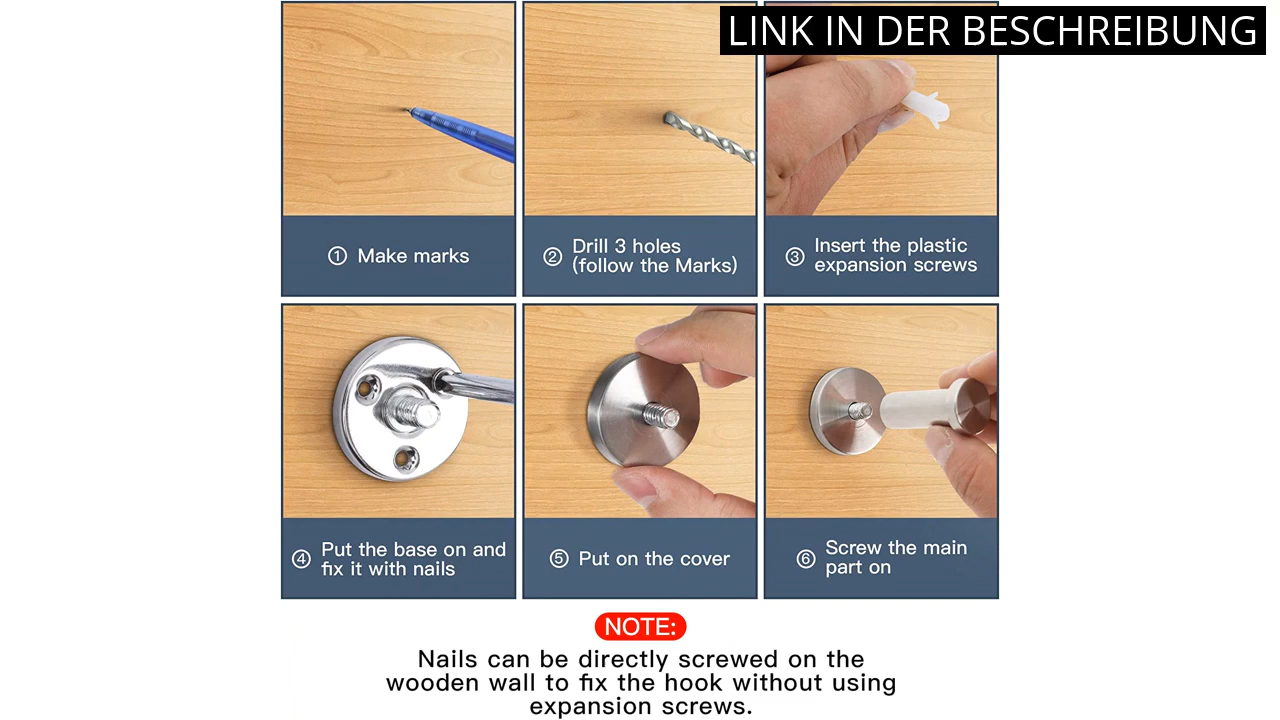 LINK IN DER BESCHREIBUNG
① Make marks
② Drill 3 holes
(follow the Marks)
③ Insert the plastic
expansion screws
④ Put the base on and
fix it with nails
⑤ Put on the cover
⑥ Screw the main
part on
NOTE:
Nails can be directly screwed on the
wooden wall to fix the hook without using
expansion screws.